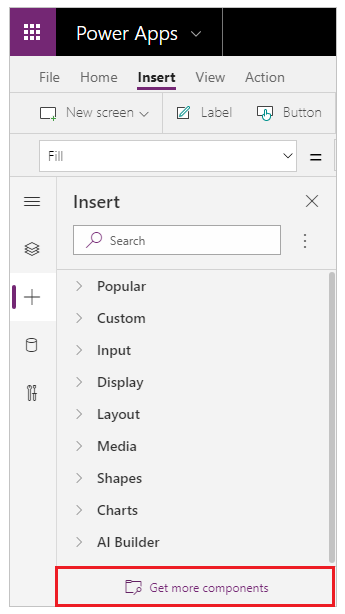 Power Apps
File Home Insert View Action
New screen Label Button
Fill =
Insert
Search
Popular
Custom
Input
Display
Layout
Media
Shapes
Charts
AI Builder
Get more components